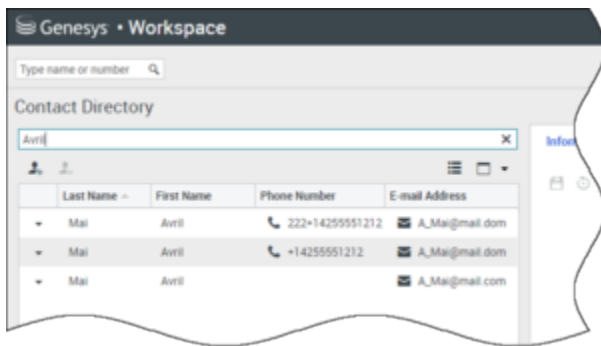 Genesys • Workspace
Type name or number
Contact Directory
Avril
Infor
Last Name First Name Phone Number E-mail Address
Mai Avril 222+14255551212 A_Mai@mail.dom
Mai Avril +14255551212 A_Mai@mail.dom
Mai Avril A_Mai@mail.com